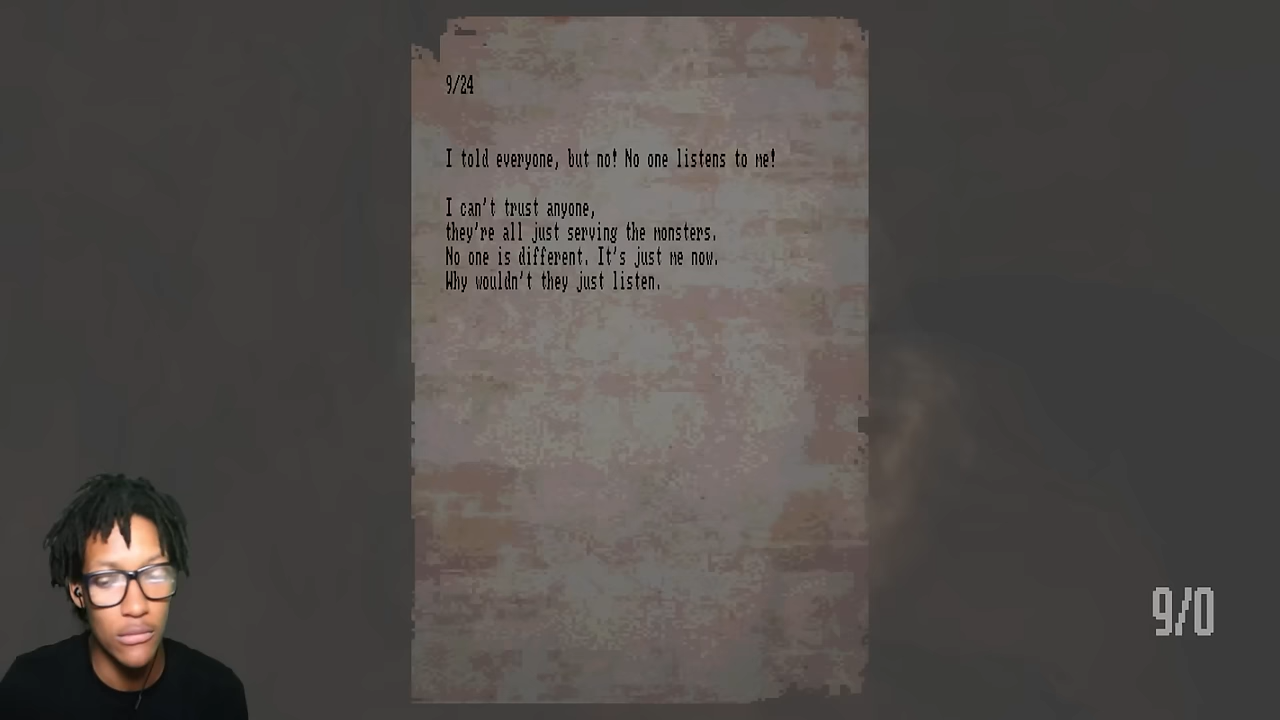 9/24
I told everyone, but no! No one listens to me!
I can't trust anyone,
they're all just serving the monsters.
No one is different. It's just me now.
Why wouldn't they just listen.
9/0